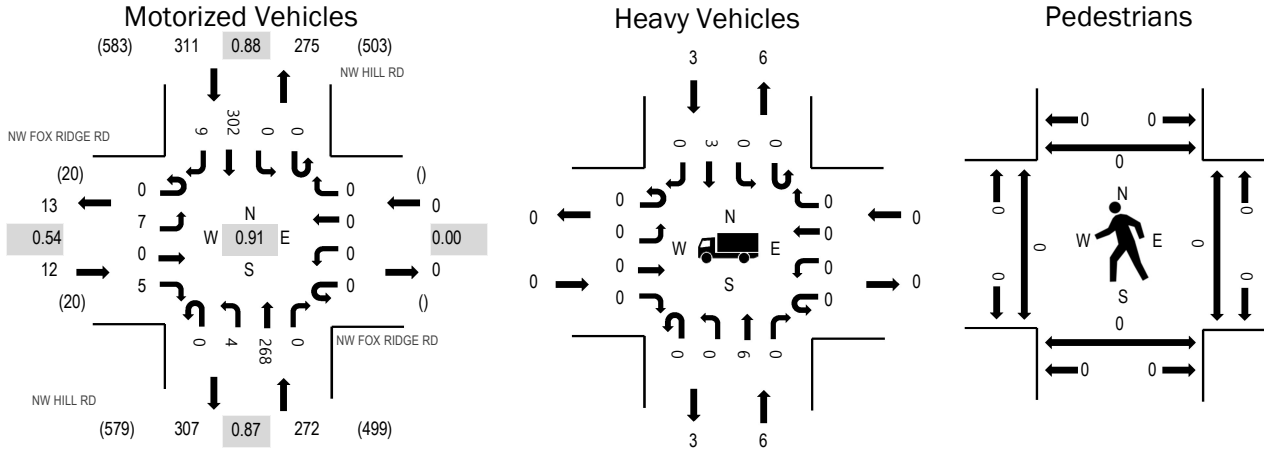 Motorized Vehicles
(583) 311 0.88 275 (503)
NW HILL RD
NW FOX RIDGE RD
9 302 0 0
(20)
13
0.54
12
(20)
0
7
0
5
N
W 0.91 E
S
0
0
0
0
()
0
0.00
0
()
0 4 268 0
NW FOX RIDGE RD
NW HILL RD
(579) 307 0.87 272 (499)
Heavy Vehicles
3 6
0 3 0 0
0
0
0
0
0
0
N
W E
S
0
0
0
0
0
0
0 0 6 0
3 6
Pedestrians
0 0
0
0
0
0
N
W E
S
0
0
0
0
0 0